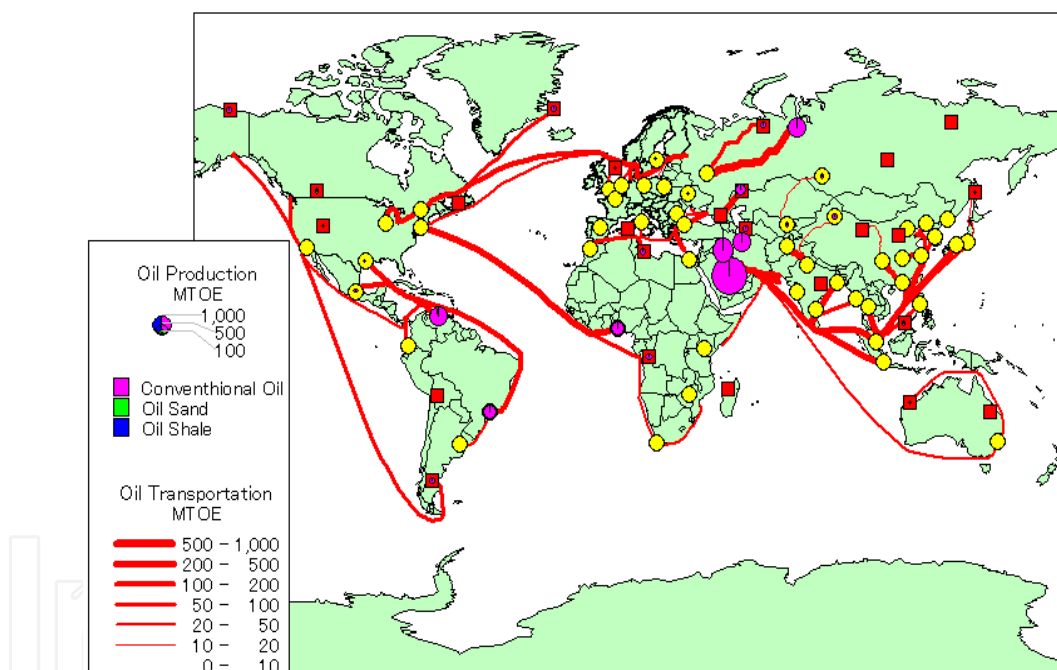 Oil Production
MTOE
1,000
500
100
Conventhional Oil
Oil Sand
Oil Shale
Oil Transportation
MTOE
500 - 1,000
200 - 500
100 - 200
50 - 100
20 - 50
10 - 20
0 - 10